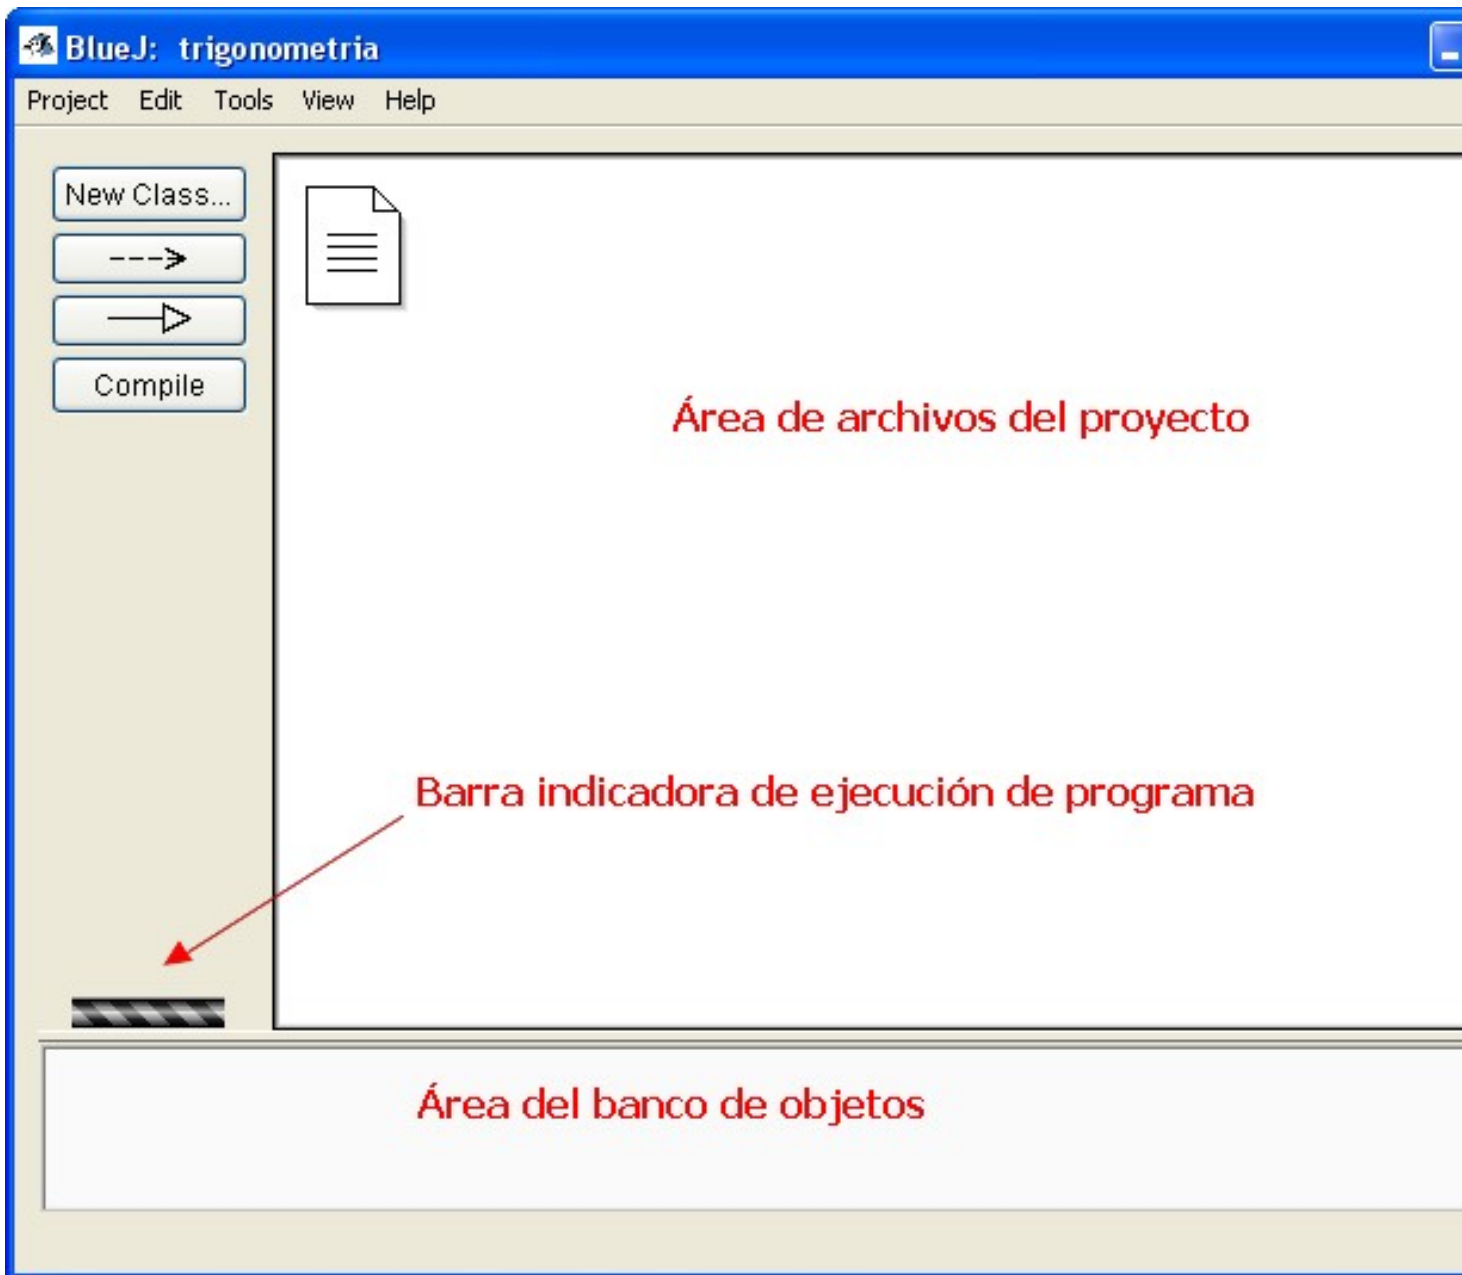 BlueJ: trigonometria
Project Edit Tools View Help
New Class...
Compile
Área de archivos del proyecto
Barra indicadora de ejecución de programa
Área del banco de objetos